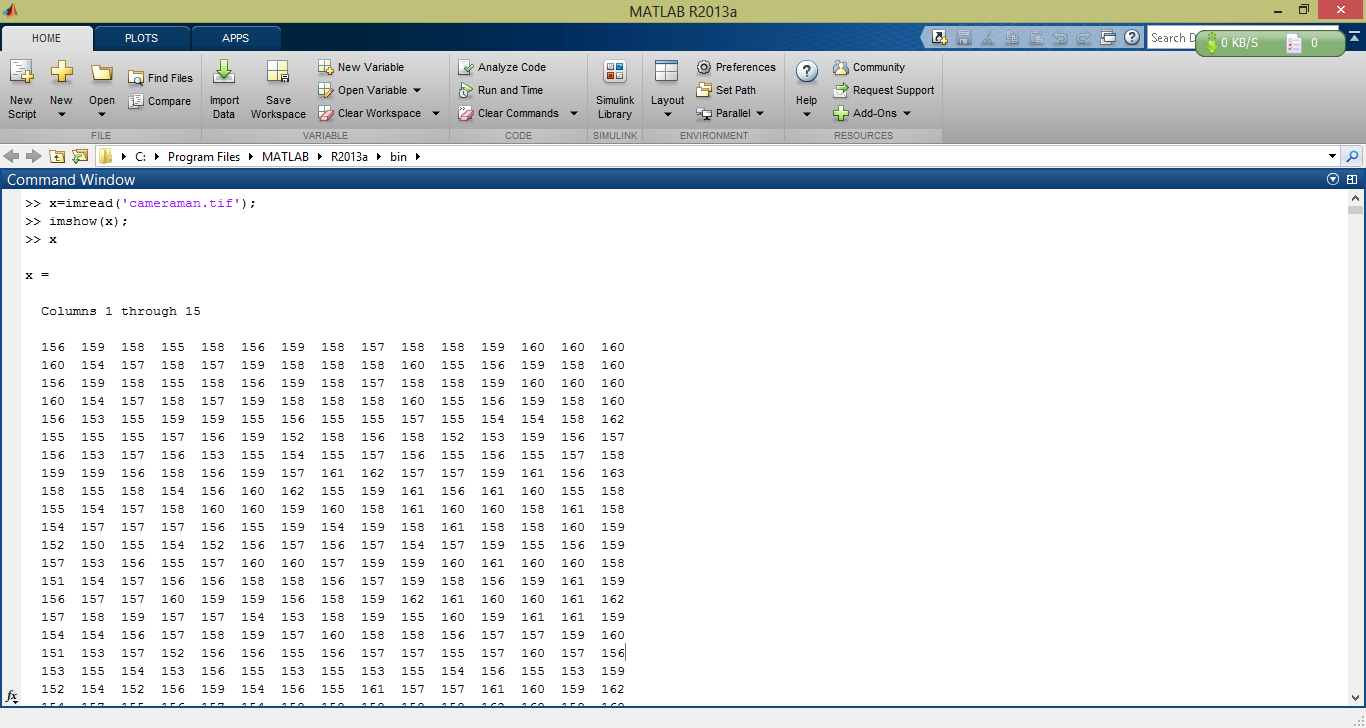 MATLAB R2013a
HOME PLOTS APPS
Search D
0 KB/S 0
New Script
New
Open
Find Files
Compare
FILE
Import Data
Save Workspace
New Variable
Open Variable
Clear Workspace
VARIABLE
Analyze Code
Run and Time
Clear Commands
CODE
Simulink Library
SIMULINK
Layout
Preferences
Set Path
Parallel
ENVIRONMENT
Help
Community
Request Support
Add-Ons
RESOURCES
C: Program Files MATLAB R2013a bin
Command Window
>> x=imread('cameraman.tif');
>> imshow(x);
>> x
x =
Columns 1 through 15
156 159 158 155 158 156 159 158 157 158 158 159 160 160 160
160 154 157 158 157 159 158 158 158 160 155 156 159 158 160
156 159 158 155 158 156 159 158 157 158 158 159 160 160 160
160 154 157 158 157 159 158 158 158 160 155 156 159 158 160
156 153 155 159 159 155 156 155 155 157 155 154 154 158 162
155 155 155 157 156 159 152 158 156 158 152 153 159 156 157
156 153 157 156 153 155 154 155 157 156 155 156 155 157 158
159 159 156 158 156 159 157 161 162 157 157 159 161 156 163
158 155 158 154 156 160 162 155 159 161 156 161 160 155 158
155 154 157 158 160 160 159 160 158 161 160 160 158 161 158
154 157 157 157 156 155 159 154 159 158 161 158 158 160 159
152 150 155 154 152 156 157 156 157 154 157 159 155 156 159
157 153 156 155 157 160 160 157 159 159 160 161 160 160 158
151 154 157 156 156 158 158 156 157 159 158 156 159 161 159
156 157 157 160 159 159 156 158 159 162 161 160 160 161 162
157 158 159 157 157 154 153 158 159 155 160 159 161 161 159
154 154 156 157 158 159 157 160 158 158 156 157 157 159 160
151 153 157 152 156 156 155 156 157 157 155 157 160 157 156
153 155 154 153 156 155 153 155 153 155 154 156 155 153 159
152 154 152 156 159 154 156 155 161 157 157 161 160 159 162
fx